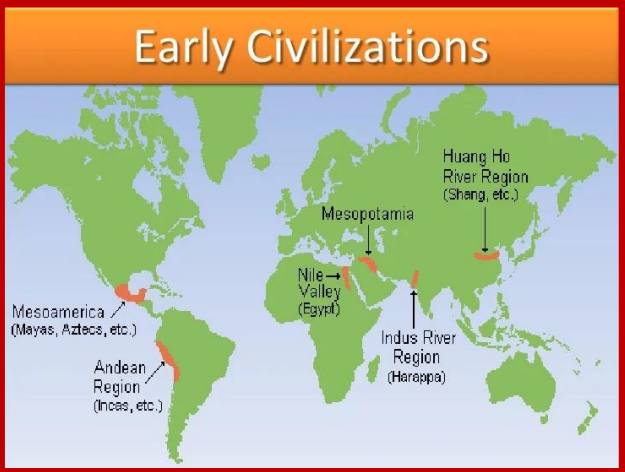 Early Civilizations
Huang Ho
River Region
(Shang, etc.)
Mesopotamia
Nile
Valley
(Egypt)
Mesoamerica
(Mayas, Aztecs, etc.)
Indus River
Region
(Harappa)
Andean
Region
(Incas, etc.)